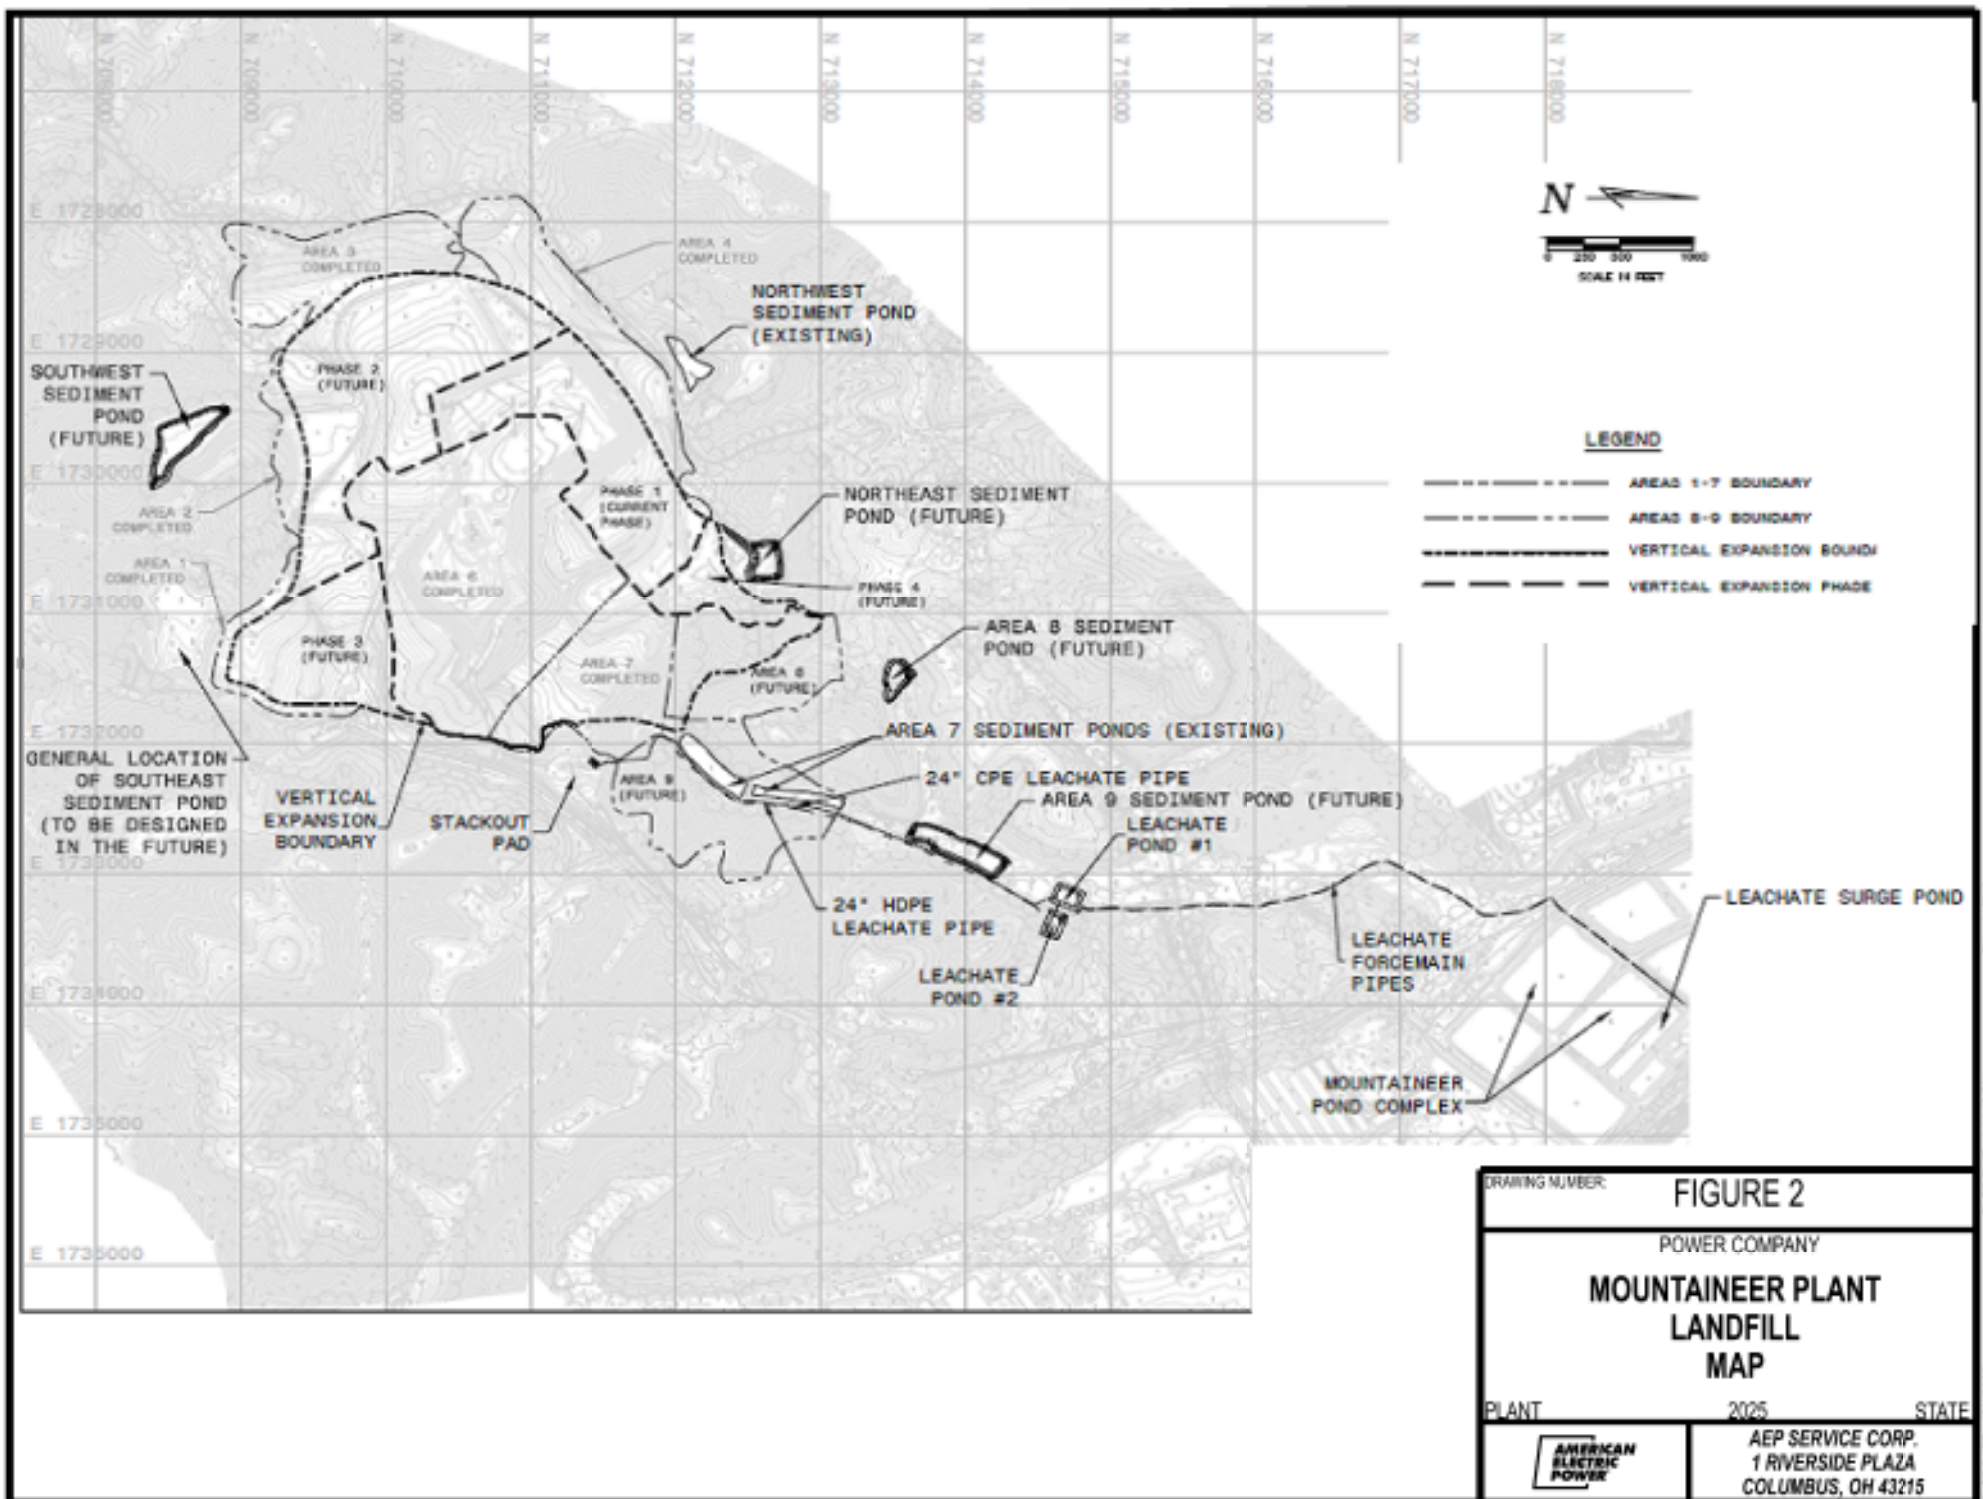 N 708000
N 709000
N 710000
N 711000
N 712000
N 713000
N 714000
N 715000
N 716000
N 717000
N 718000
E 1728000
E 1729000
E 1730000
E 1731000
E 1732000
E 1733000
E 1734000
E 1735000
E 1736000
N
0 250 500 1000
SCALE IN FEET
AREA 3
COMPLETED
AREA 4
COMPLETED
NORTHWEST
SEDIMENT POND
(EXISTING)
SOUTHWEST
SEDIMENT
POND
(FUTURE)
PHASE 2
(FUTURE)
LEGEND
AREAS 1-7 BOUNDARY
AREAS 8-9 BOUNDARY
VERTICAL EXPANSION BOUND
VERTICAL EXPANSION PHASE
AREA 2
COMPLETED
PHASE 1
(CURRENT
PHASE)
NORTHEAST SEDIMENT
POND (FUTURE)
AREA 1
COMPLETED
AREA 6
COMPLETED
PHASE 4
(FUTURE)
PHASE 3
(FUTURE)
AREA 8 SEDIMENT
POND (FUTURE)
AREA 7
COMPLETED
AREA 8
(FUTURE)
AREA 7 SEDIMENT PONDS (EXISTING)
GENERAL LOCATION
OF SOUTHEAST
SEDIMENT POND
(TO BE DESIGNED
IN THE FUTURE)
VERTICAL
EXPANSION
BOUNDARY
STACKOUT
PAD
AREA 9
(FUTURE)
24" CPE LEACHATE PIPE
AREA 9 SEDIMENT POND (FUTURE)
LEACHATE
POND #1
24" HDPE
LEACHATE PIPE
LEACHATE
POND #2
LEACHATE
FORCEMAIN
PIPES
LEACHATE SURGE POND
MOUNTAINEER
POND COMPLEX
DRAWING NUMBER:
FIGURE 2
POWER COMPANY
MOUNTAINEER PLANT
LANDFILL
MAP
PLANT 2025 STATE
AMERICAN
ELECTRIC
POWER
AEP SERVICE CORP.
1 RIVERSIDE PLAZA
COLUMBUS, OH 43215